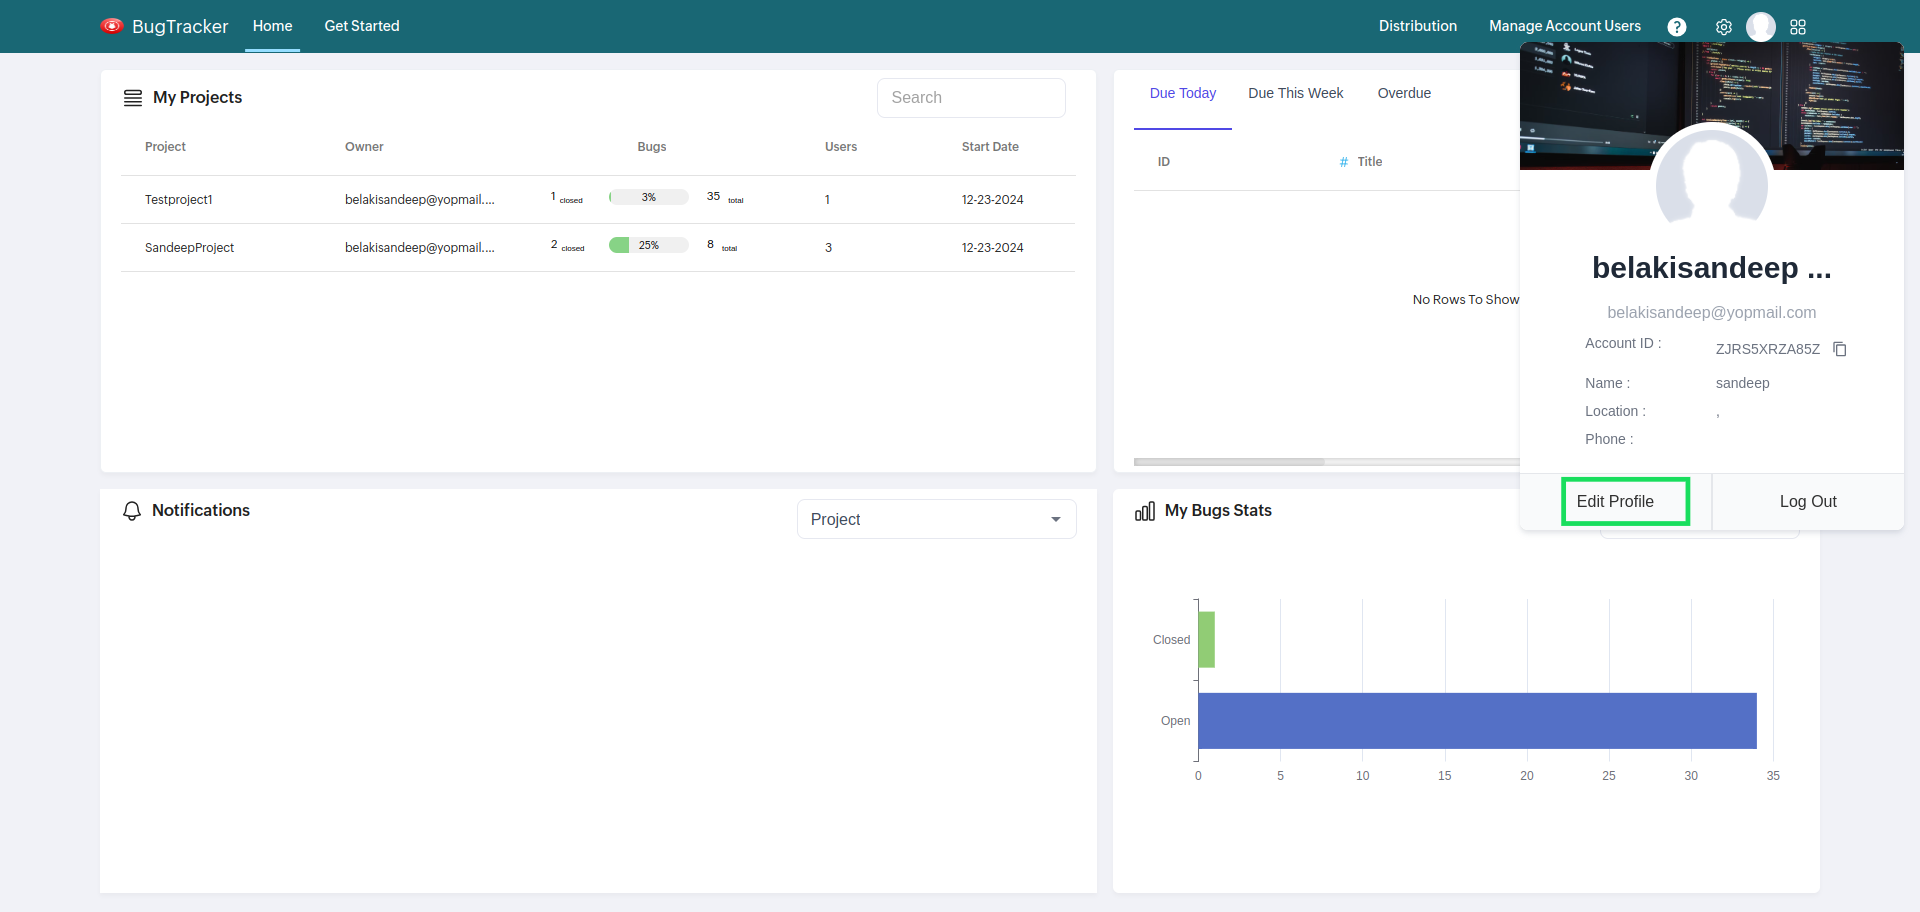 BugTracker Home Get Started Distribution Manage Account Users ?
My Projects
Search
Project Owner Bugs Users Start Date
Testproject1 belakisandeep@yopmail.... 1 closed 3% 35 total 1 12-23-2024
SandeepProject belakisandeep@yopmail.... 2 closed 25% 8 total 3 12-23-2024
Due Today Due This Week Overdue
ID # Title
No Rows To Show
belakisandeep ...
belakisandeep@yopmail.com
Account ID : ZJRS5XRZA85Z
Name : sandeep
Location : ,
Phone :
Edit Profile Log Out
Notifications
Project
My Bugs Stats
Closed
Open
0 5 10 15 20 25 30 35